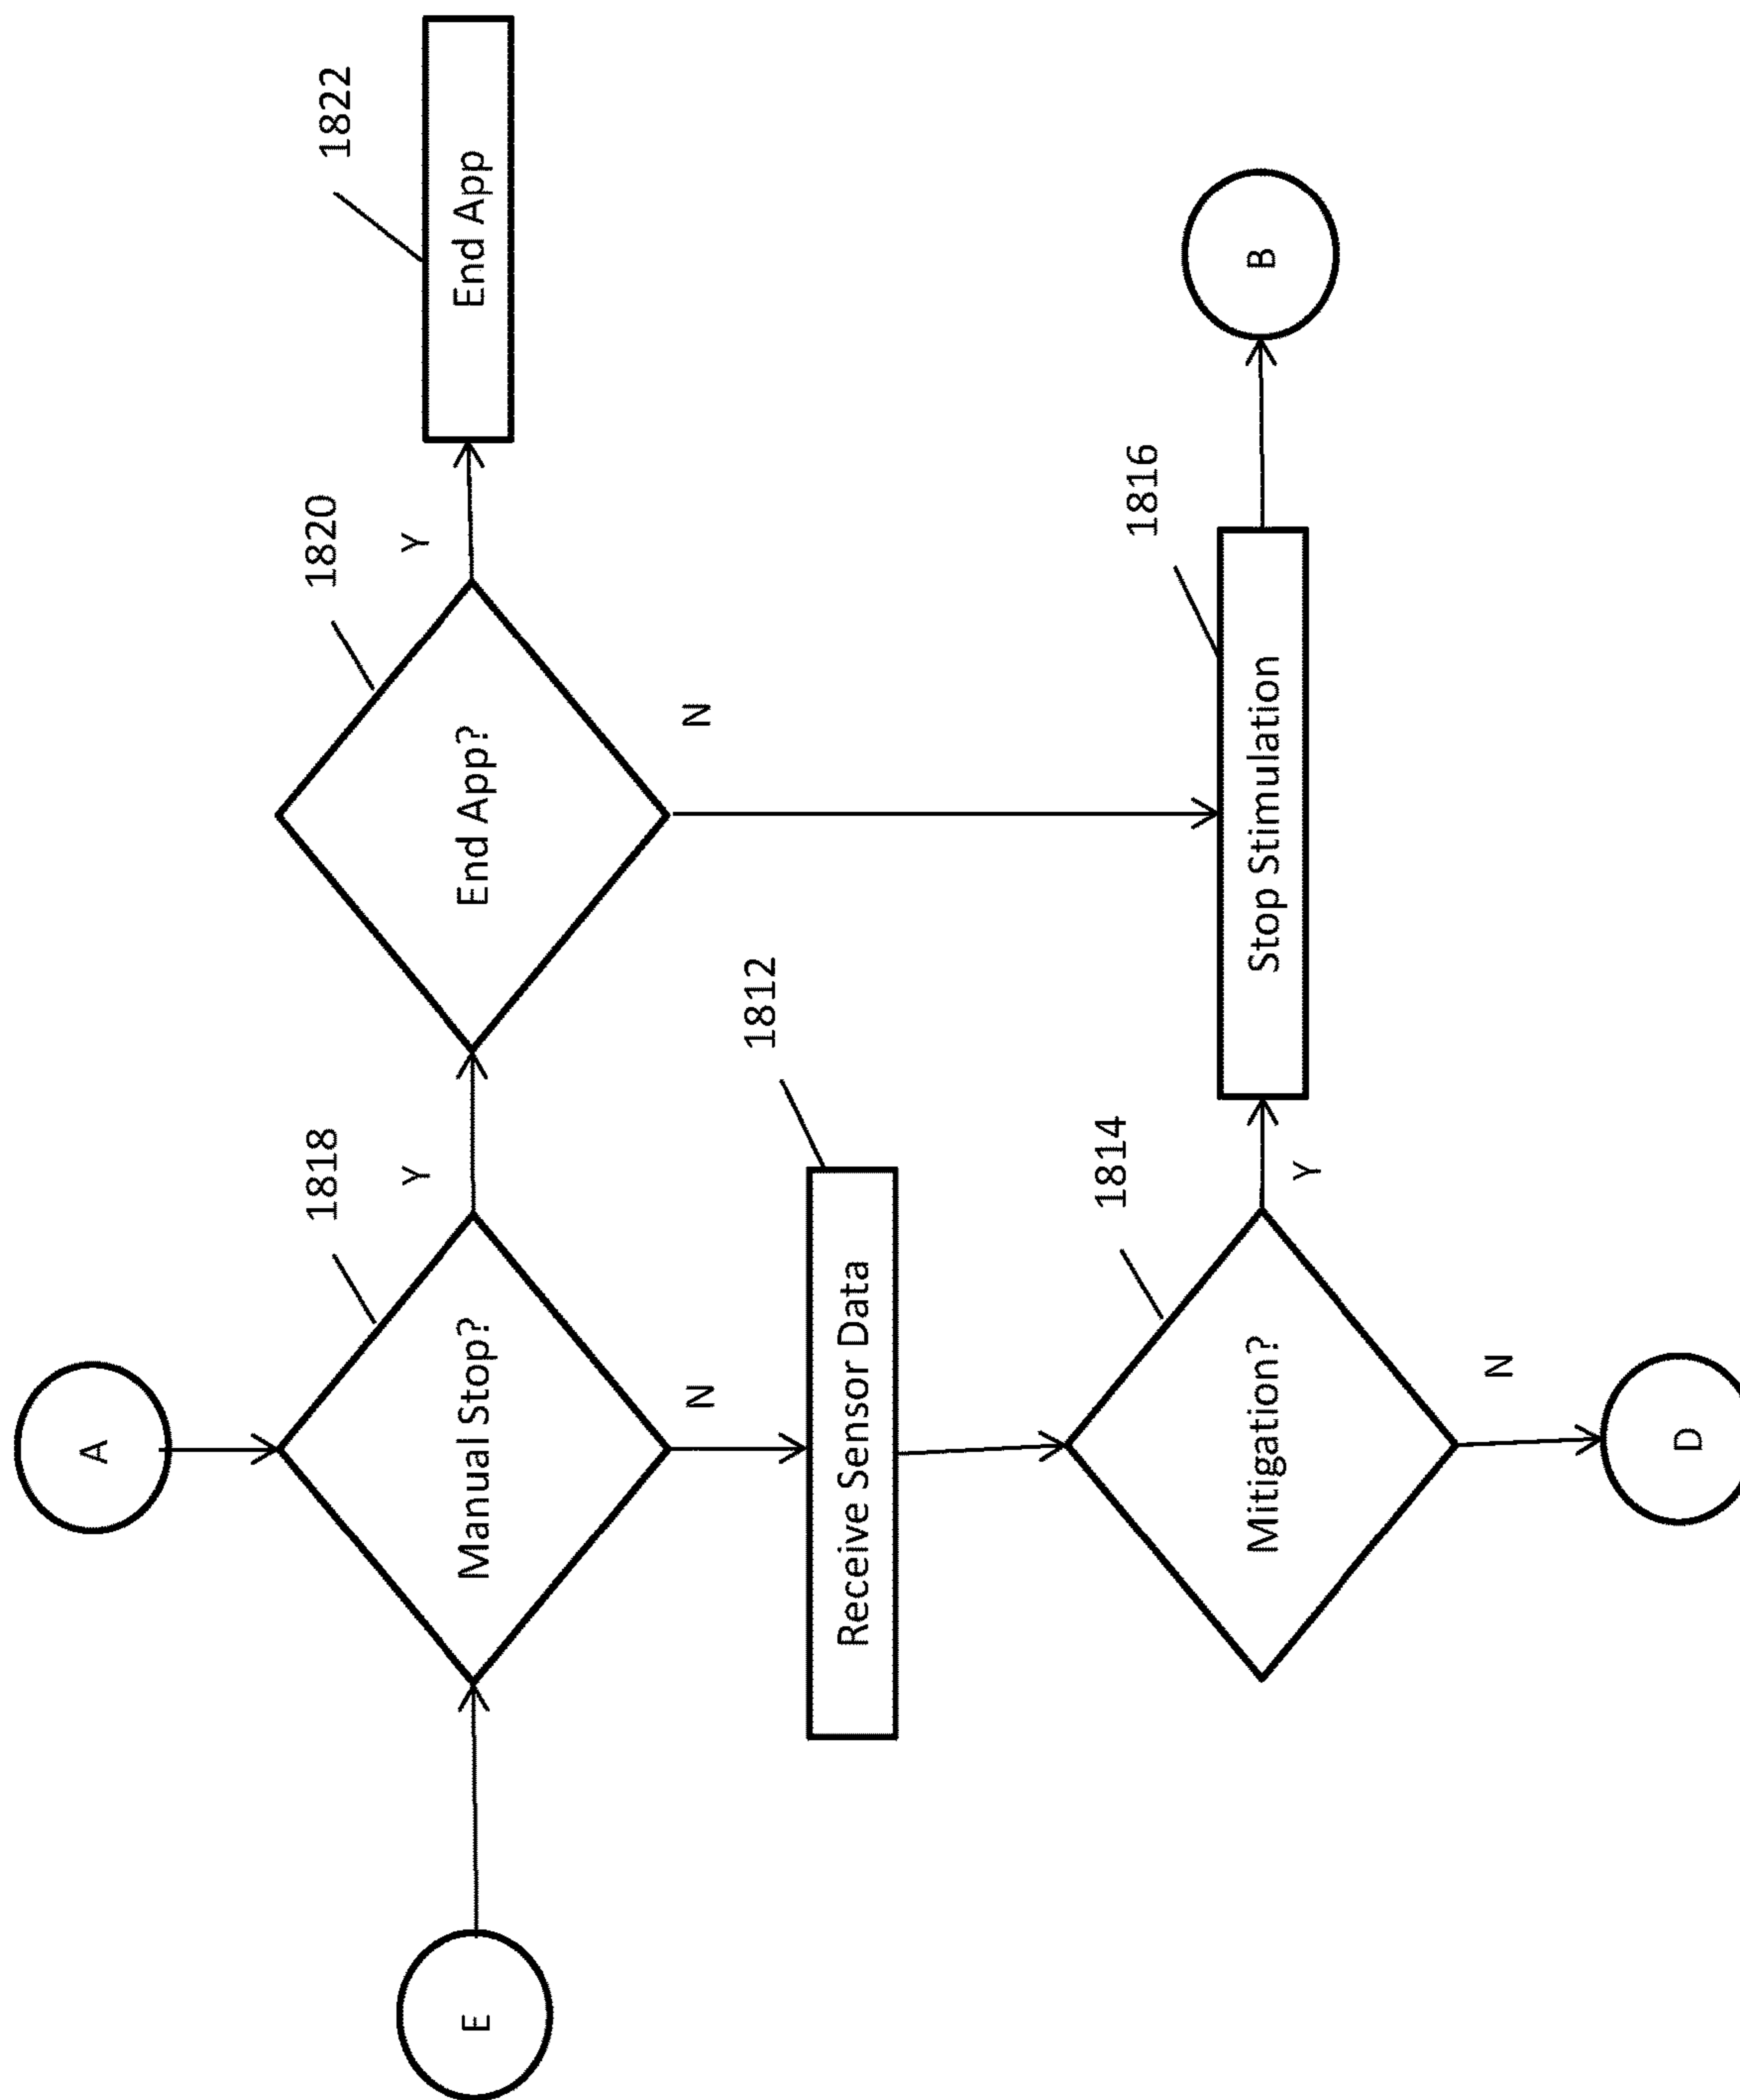 A
1818
1820
1822
E
Manual Stop?
Y
End App?
Y
End App
N
N
1812
Receive Sensor Data
1814
1816
Mitigation?
Y
Stop Stimulation
B
N
D